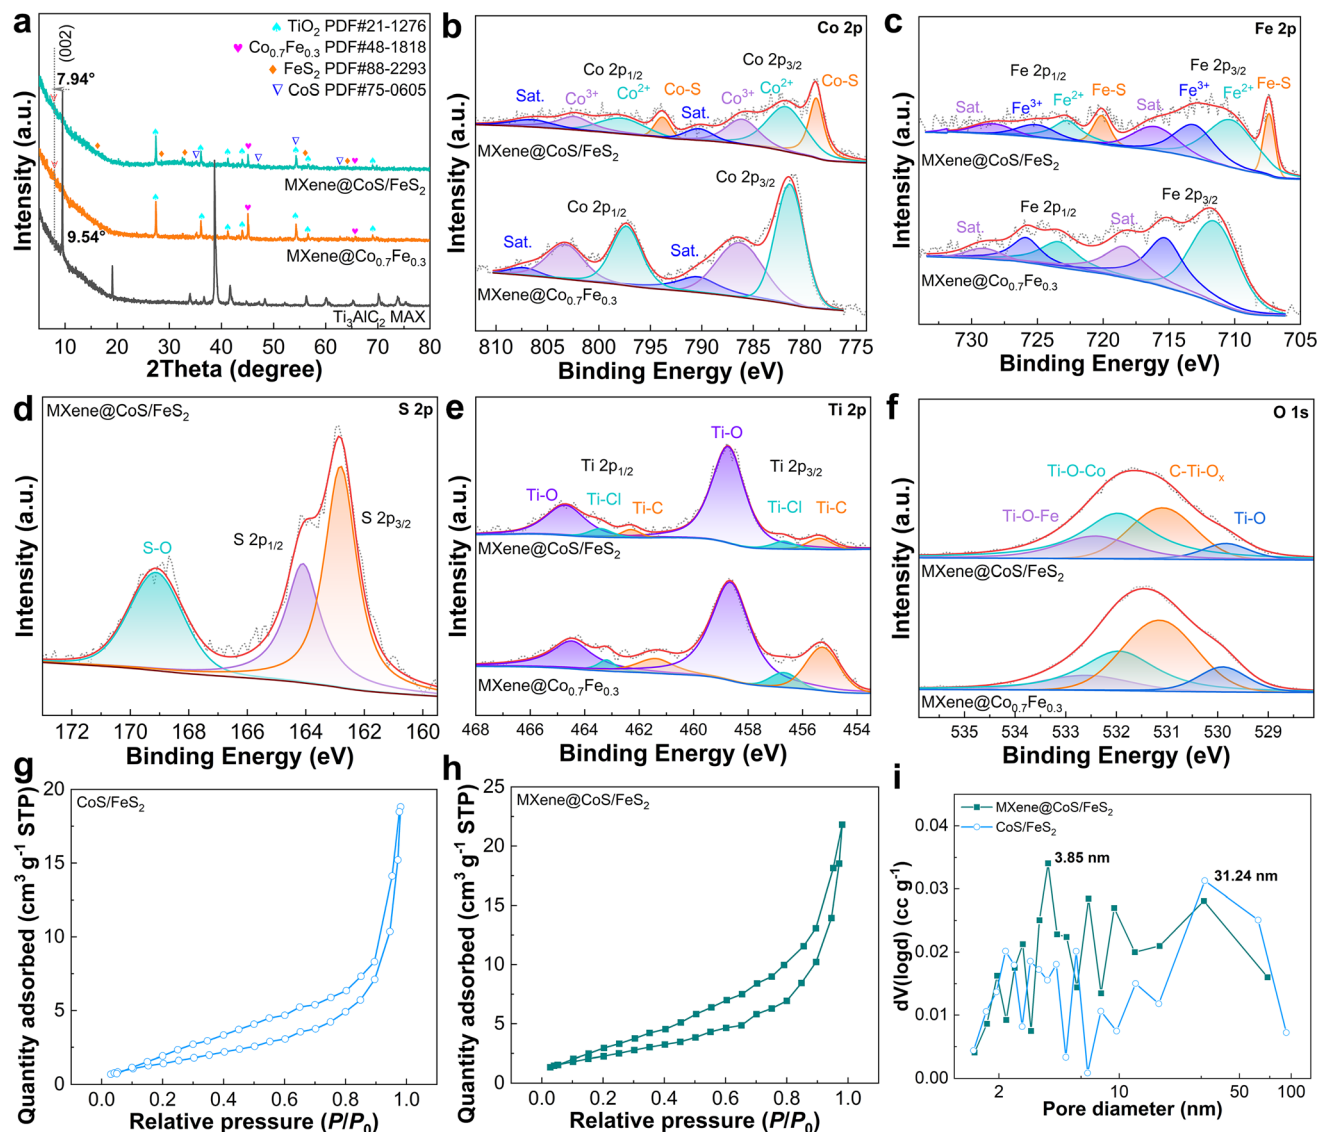 a
TiO2 PDF#21-1276
Co0.7Fe0.3 PDF#48-1818
FeS2 PDF#88-2293
CoS PDF#75-0605
(002)
7.94°
9.54°
MXene@CoS/FeS2
MXene@Co0.7Fe0.3
Ti3AlC2 MAX
Intensity (a.u.)
10 20 30 40 50 60 70 80
2Theta (degree)
b
Co 2p
Co 2p1/2
Co 2p3/2
Co-S
Sat.
Co3+
Co2+
Co-S
Sat.
Co3+
Co2+
MXene@CoS/FeS2
Co 2p3/2
Co 2p1/2
Sat.
Sat.
MXene@Co0.7Fe0.3
Intensity (a.u.)
810 805 800 795 790 785 780 775
Binding Energy (eV)
c
Fe 2p
Fe 2p1/2
Fe 2p3/2
Sat.
Fe3+
Fe2+
Fe-S
Sat.
Fe3+
Fe2+
Fe-S
MXene@CoS/FeS2
Fe 2p1/2
Fe 2p3/2
Sat.
Sat.
MXene@Co0.7Fe0.3
Intensity (a.u.)
730 725 720 715 710 705
Binding Energy (eV)
d
MXene@CoS/FeS2
S 2p
S-O
S 2p1/2
S 2p3/2
Intensity (a.u.)
172 170 168 166 164 162 160
Binding Energy (eV)
e
Ti 2p
Ti-O
Ti 2p1/2
Ti 2p3/2
Ti-O
Ti-Cl
Ti-C
Ti-Cl
Ti-C
MXene@CoS/FeS2
MXene@Co0.7Fe0.3
Intensity (a.u.)
468 466 464 462 460 458 456 454
Binding Energy (eV)
f
O 1s
Ti-O-Co
C-Ti-Ox
Ti-O-Fe
Ti-O
MXene@CoS/FeS2
MXene@Co0.7Fe0.3
Intensity (a.u.)
535 534 533 532 531 530 529
Binding Energy (eV)
g
CoS/FeS2
Quantity adsorbed (cm3 g-1 STP)
20
15
10
5
0
0.0 0.2 0.4 0.6 0.8 1.0
Relative pressure (P/P0)
h
MXene@CoS/FeS2
Quantity adsorbed (cm3 g-1 STP)
25
20
15
10
5
0
0.0 0.2 0.4 0.6 0.8 1.0
Relative pressure (P/P0)
i
MXene@CoS/FeS2
CoS/FeS2
3.85 nm
31.24 nm
dV(logd) (cc g-1)
0.04
0.03
0.02
0.01
0.00
2 10 50 100
Pore diameter (nm)